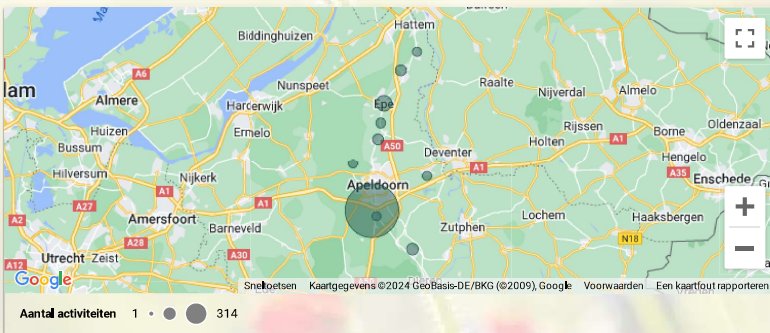 Hattem
Biddinghuizen
A6
Nunspeet
Raalte
Almelo
Nijverdal
lam
Almere
Harderwijk
Epe
Rijssen
Oldenzaal
Huizen
Ermelo
A1
Borne
Bussum
A50
Deventer
Holten
Hengelo
Hilversum
Nijkerk
A1
A35
Enschede
A1
Apeldoorn
A27
A1
A2
Amersfoort
Barneveld
Zutphen
Lochem
Haaksbergen
A28
N18
Utrecht
Zeist
A30
A12
Google
Sneltoetsen
Kaartgegevens ©2024 GeoBasis-DE/BKG (©2009), Google
Voorwaarden
Een kaartfout rapporteren
Aantal activiteiten 1 314